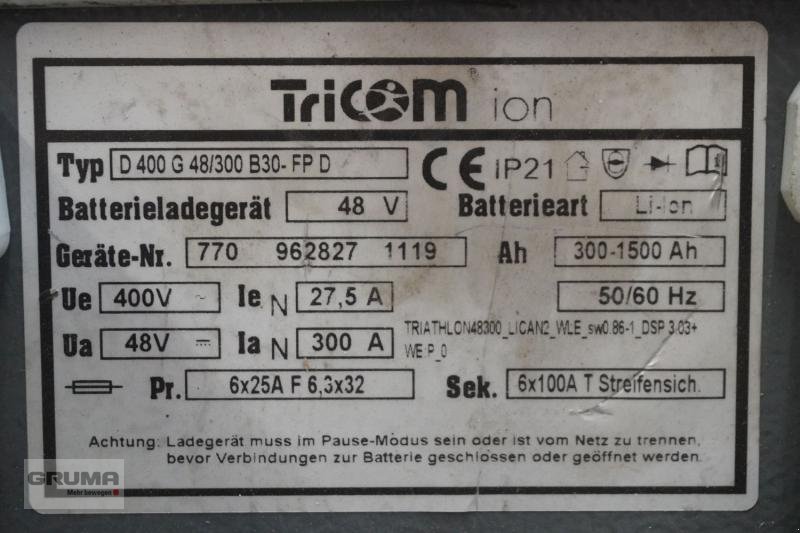 TriCOM® ion
Typ D 400 G 48/300 B30- FP D CE IP21
Batterieladegerät 48 V Batterieart Li-Ion
Geräte-Nr. 770 962827 1119 Ah 300-1500 Ah
Ue 400V ~ Ie N 27,5 A 50/60 Hz
Ua 48V Ia N 300 A TRIATHLON48300_LICAN2_WLE_sw0.86-1_DSP 3.03+
WE P_0
Pr. 6x25A F 6,3x32 Sek. 6x100A T Streifensich.
Achtung: Ladegerät muss im Pause-Modus sein oder ist vom Netz zu trennen,
bevor Verbindungen zur Batterie geschlossen oder geöffnet werden.
GRUMA
Mehr bewegen